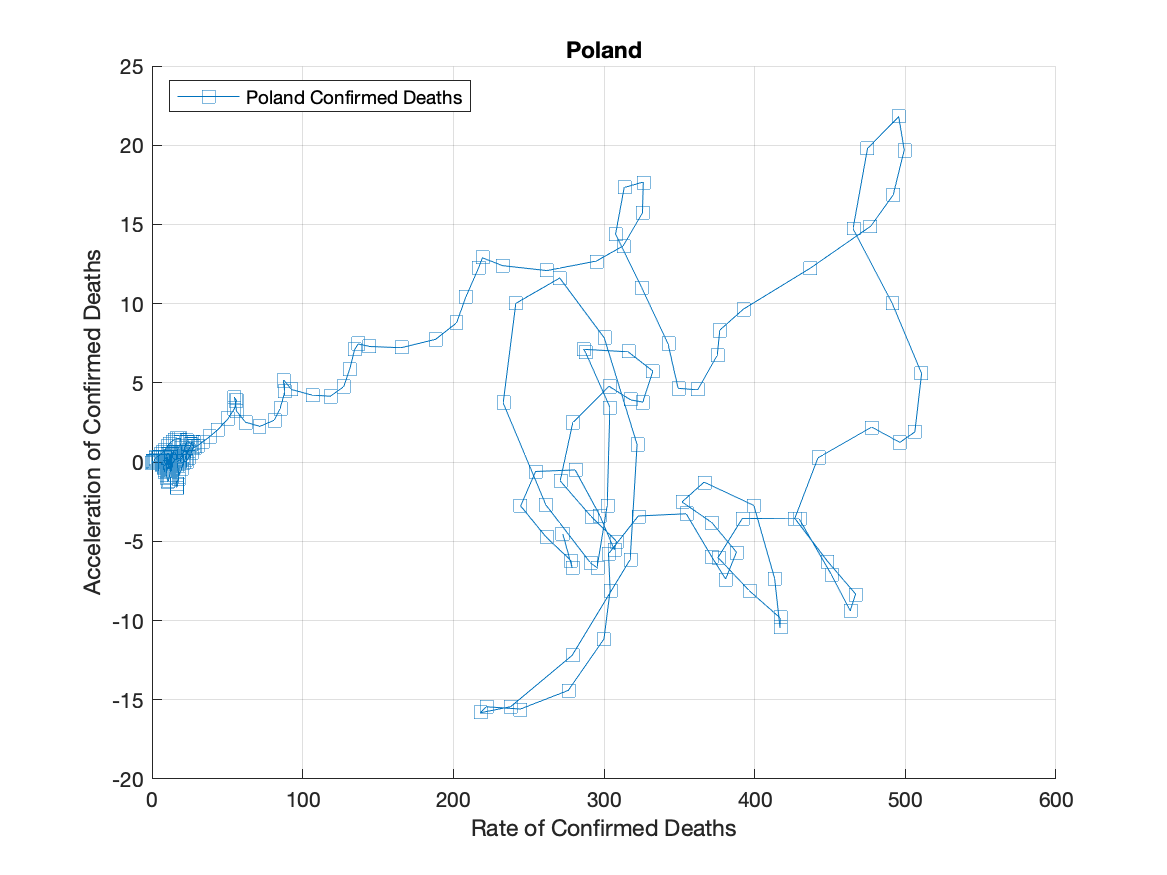 Poland
25
Poland Confirmed Deaths
20
15
10
5
0
-5
-10
-15
-20
0 100 200 300 400 500 600
Rate of Confirmed Deaths
Acceleration of Confirmed Deaths